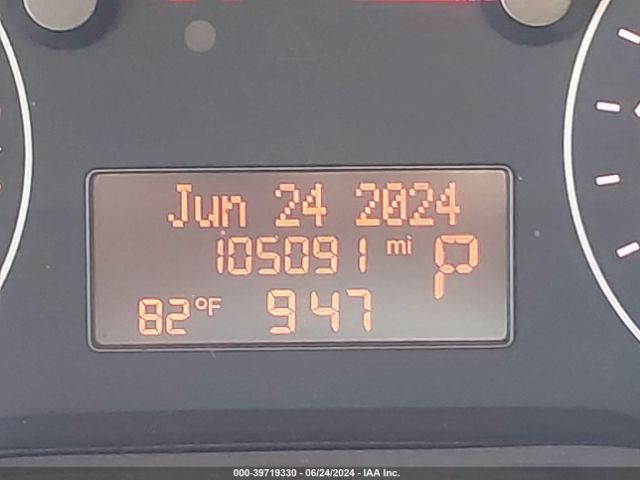 Jun 24 2024
105091 mi P
82°F 9 47
000-39719330 - 06/24/2024 - IAA Inc.